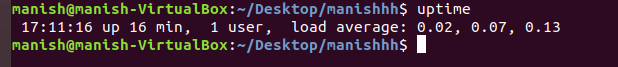 manish@manish-VirtualBox:~/Desktop/manishhh$ uptime
 17:11:16 up 16 min,  1 user,  load average: 0.02, 0.07, 0.13
manish@manish-VirtualBox:~/Desktop/manishhh$